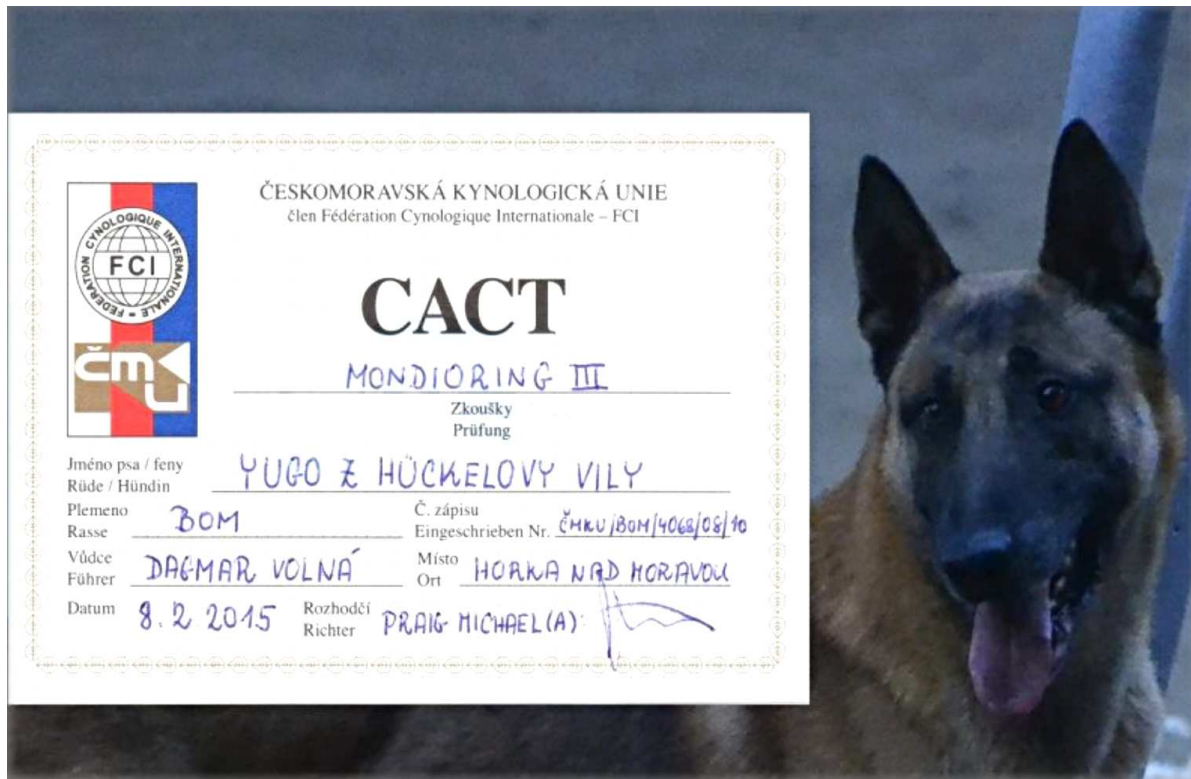 ČESKOMORAVSKÁ KYNOLOGICKÁ UNIE
člen Fédération Cynologique Internationale – FCI
FÉDÉRATION CYNOLOGIQUE INTERNATIONALE
FCI
ČMKU
CACT
MONDIORING III
Zkoušky
Prüfung
Jméno psa / feny
Rüde / Hündin
YUGO Z HÜCKELOVY VILY
Plemeno
Rasse
BOM
Č. zápisu
Eingeschrieben Nr.
ČMKU/BOM/4068/08/10
Vůdce
Führer
DAGMAR VOLNÁ
Místo
Ort
HORKA NAD MORAVOU
Datum
8. 2. 2015
Rozhodčí
Richter
PRAIG MICHAEL (A)